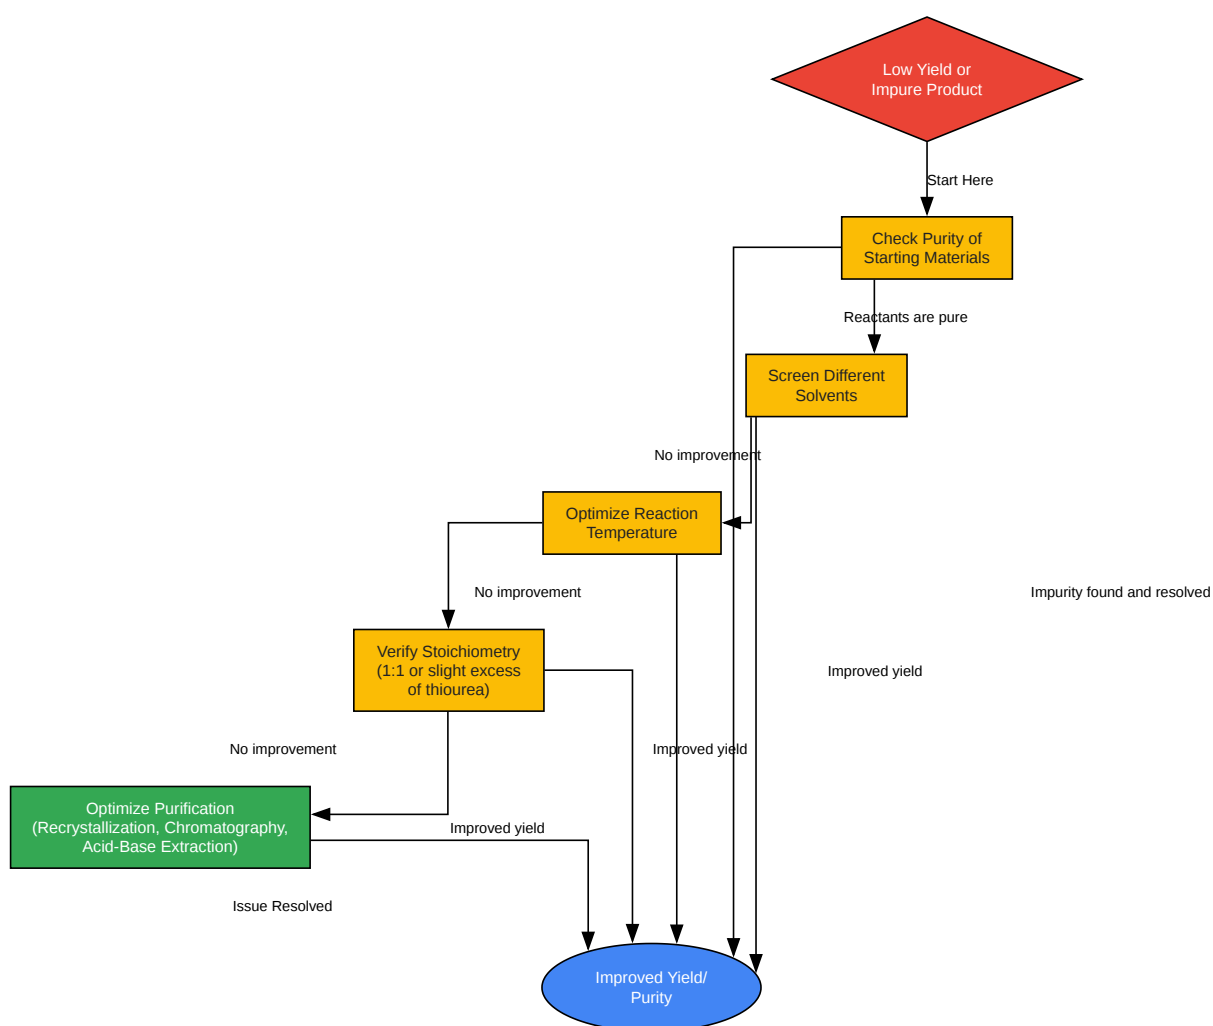 Low Yield or
Impure Product
Start Here
Check Purity of
Starting Materials
Reactants are pure
Screen Different
Solvents
No improvement
Optimize Reaction
Temperature
No improvement
Impurity found and resolved
Verify Stoichiometry
(1:1 or slight excess
of thiourea)
Improved yield
No improvement
Improved yield
Optimize Purification
(Recrystallization, Chromatography,
Acid-Base Extraction)
Improved yield
Issue Resolved
Improved Yield/
Purity